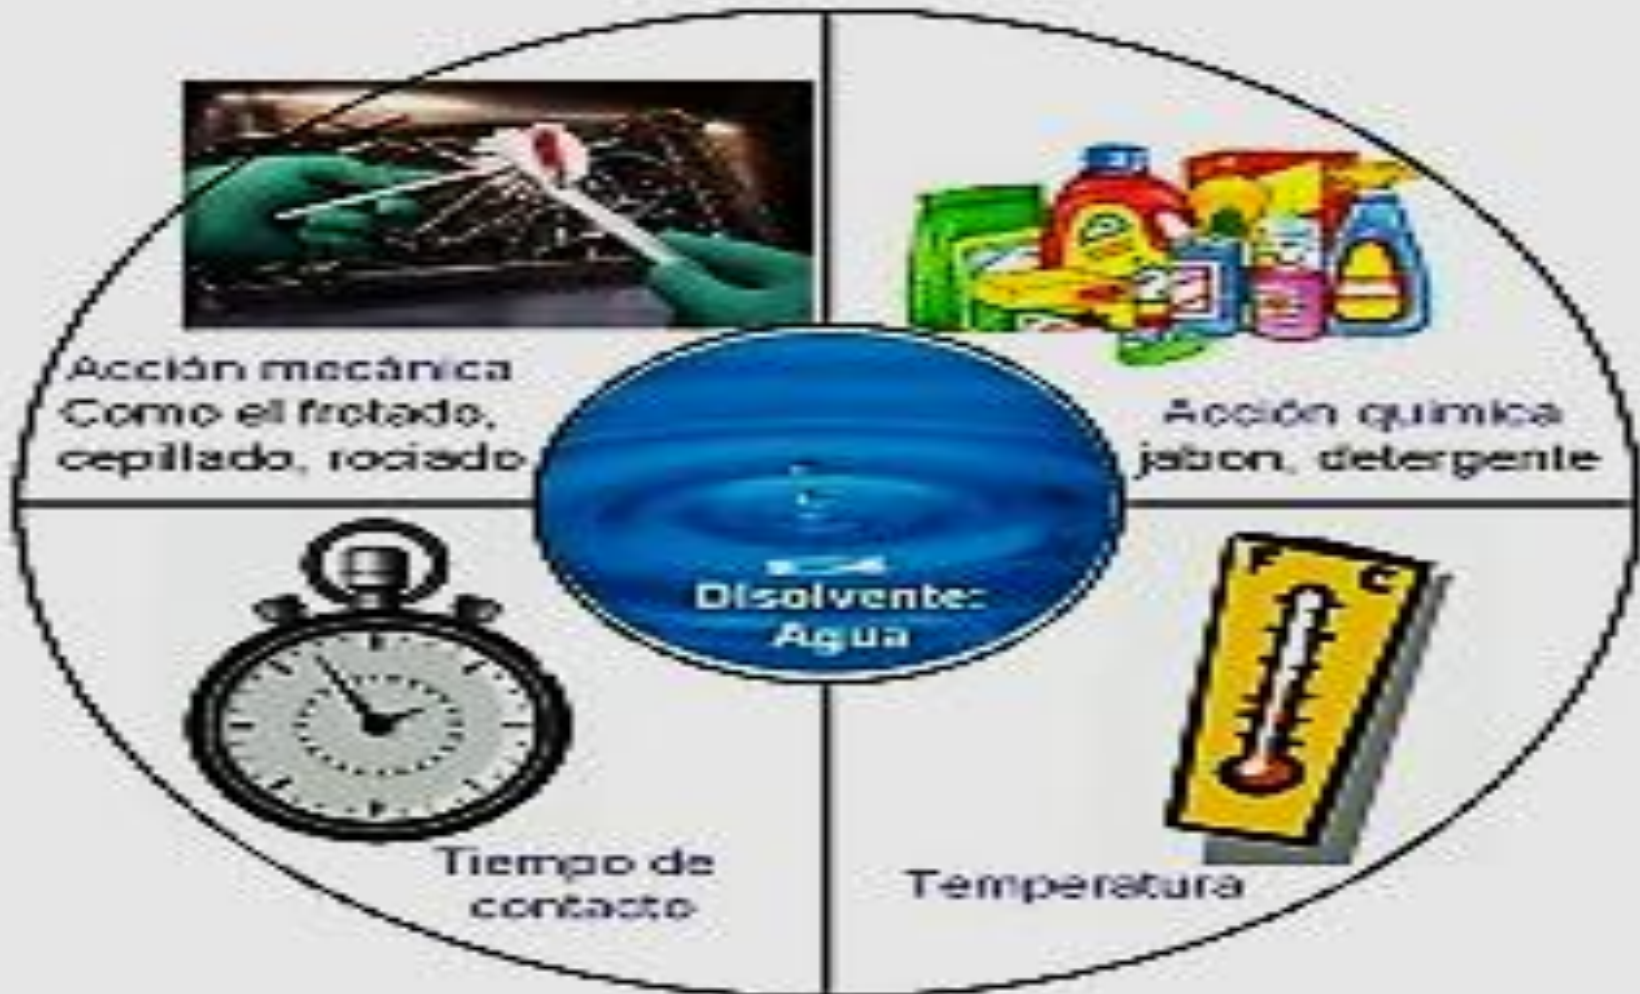 Acción mecánica
Como el frotado,
cepillado, rociado
Acción química
jabon, detergente
Disolvente:
Agua
F C
Tiempo de
contacto
Temperatura